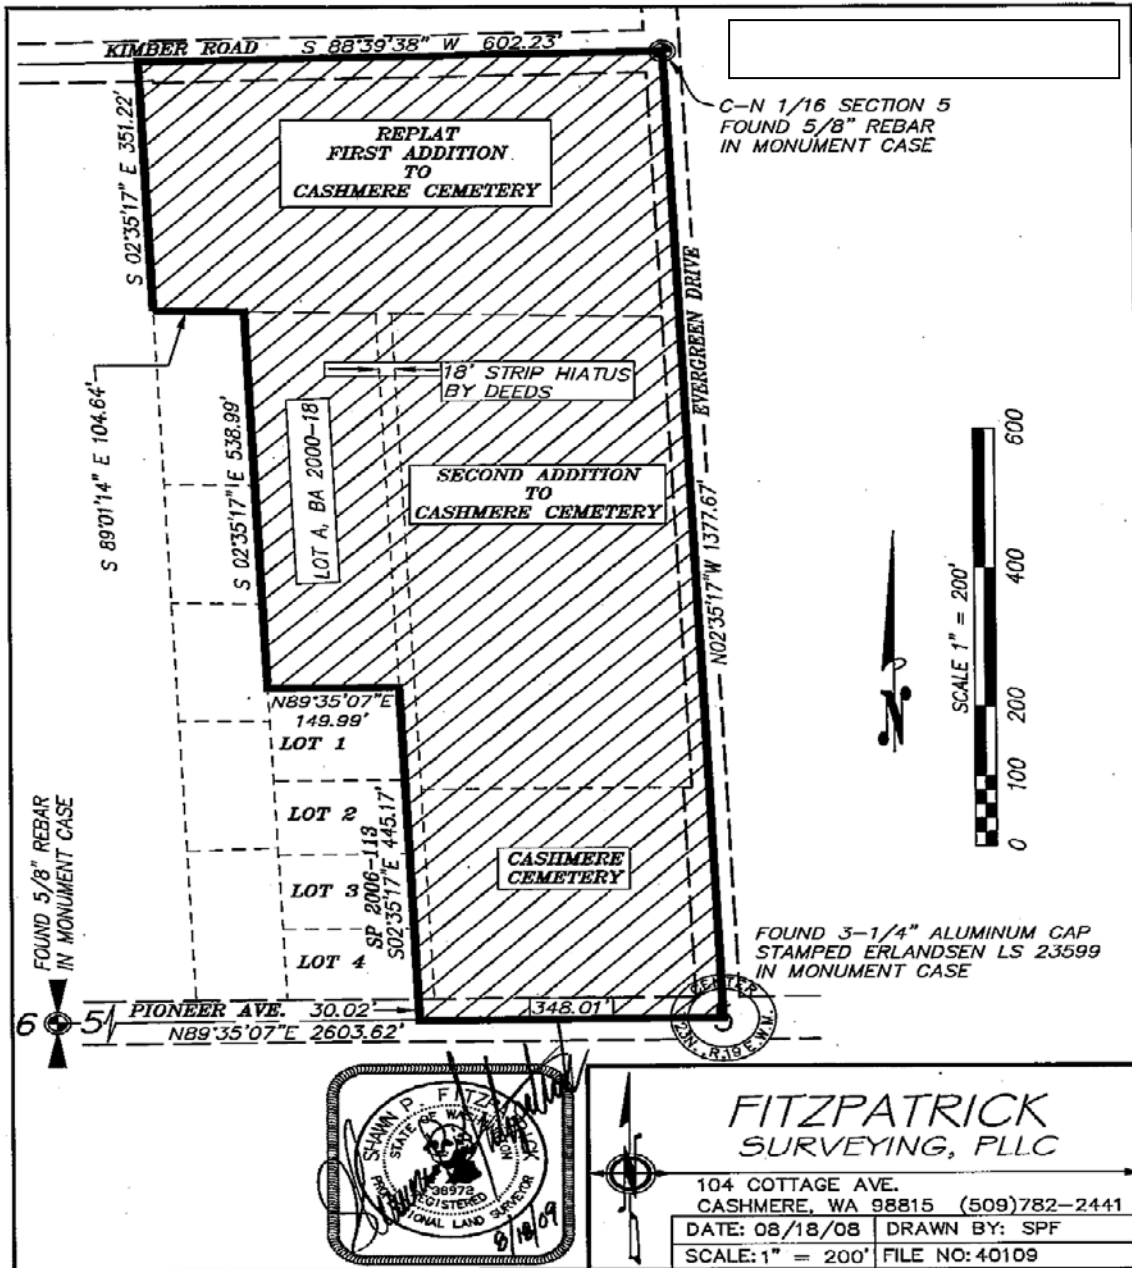 KIMBER ROAD S 88°39'38" W 602.23'
C-N 1/16 SECTION 5
FOUND 5/8" REBAR
IN MONUMENT CASE
S 02°35'17" E 351.22'
REPLAT
FIRST ADDITION
TO
CASHMERE CEMETERY
EVERGREEN DRIVE
18' STRIP HIATUS
BY DEEDS
S 89°01'14" E 104.64'
S 02°35'17" E 538.99'
LOT A, BA 2000-18
SECOND ADDITION
TO
CASHMERE CEMETERY
N02°35'17"W 1377.67'
SCALE 1" = 200'
600
400
200
100
0
N
N89°35'07"E
149.99'
LOT 1
LOT 2
LOT 3
LOT 4
SP 2006-113
S02°35'17"E 445.17'
CASHMERE
CEMETERY
FOUND 5/8" REBAR
IN MONUMENT CASE
FOUND 3-1/4" ALUMINUM CAP
STAMPED ERLANDSEN LS 23599
IN MONUMENT CASE
6 5
PIONEER AVE. 30.02'
348.01'
N89°35'07"E 2603.62'
CENTER
5
23N., R.19 E.W.M.
SHAWN P. FITZPATRICK
STATE OF WASHINGTON
38972
REGISTERED
PROFESSIONAL LAND SURVEYOR
8/18/09
FITZPATRICK
SURVEYING, PLLC
104 COTTAGE AVE.
CASHMERE, WA 98815 (509)782-2441
DATE: 08/18/08 DRAWN BY: SPF
SCALE: 1" = 200' FILE NO: 40109